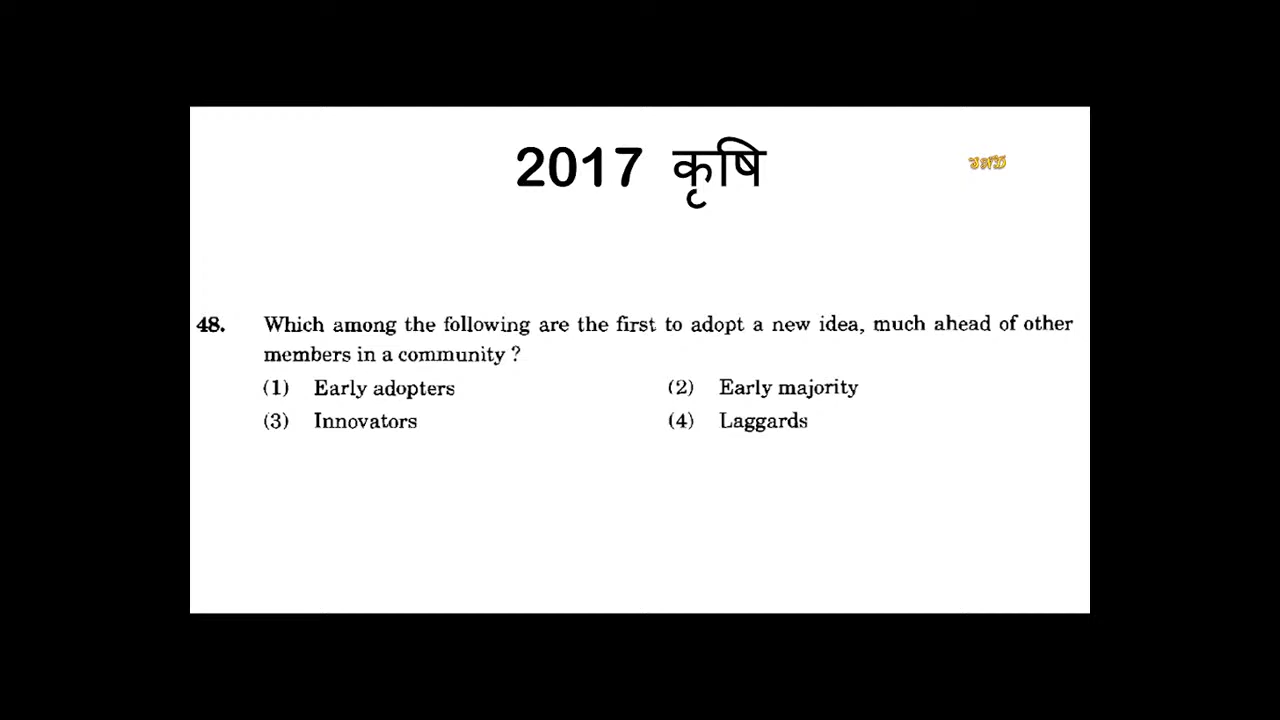 2017 कृषि
48. Which among the following are the first to adopt a new idea, much ahead of other
members in a community ?
(1) Early adopters (2) Early majority
(3) Innovators (4) Laggards